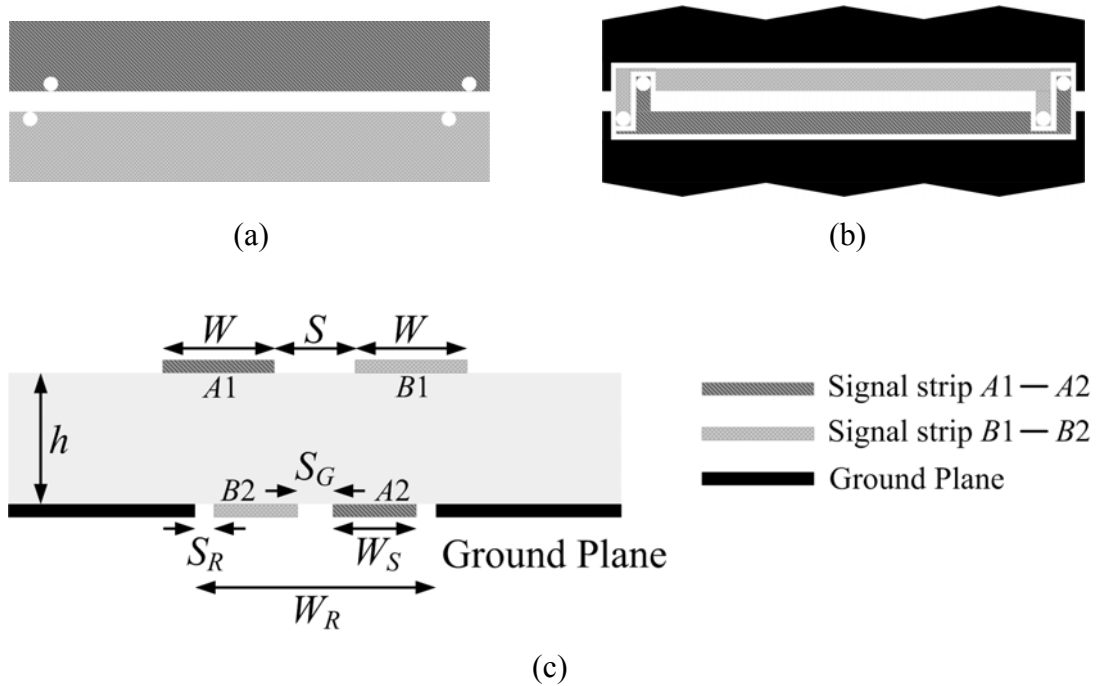 (a)
(b)
W S W
A1 B1
h
S_G
B2 A2
S_R W_S Ground Plane
W_R
Signal strip A1 — A2
Signal strip B1 — B2
Ground Plane
(c)